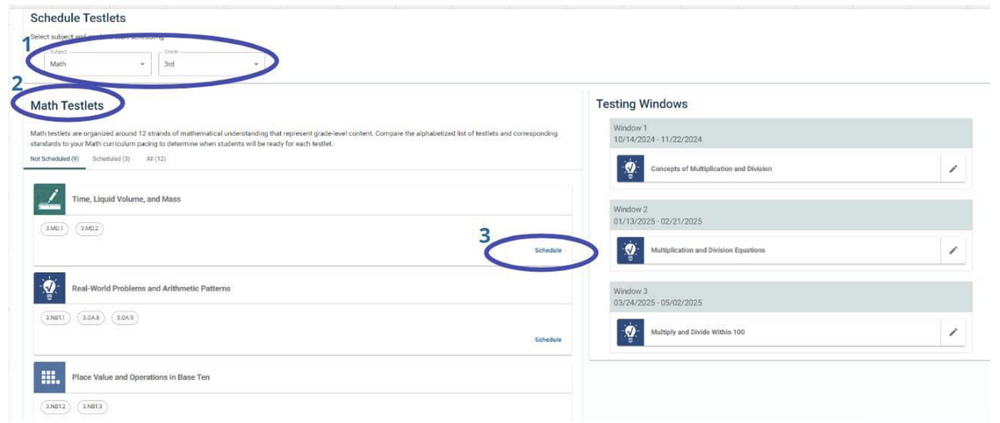 Schedule Testlets
1
Subject
Grade
Math
3rd
2
Math Testlets
Math testlets are organized around 12 strands of mathematical understanding that represent grade-level content. Compare the alphabetized list of testlets and corresponding
standards to your Math curriculum pacing to determine when students will be ready for each testlet.
Not Scheduled (9) Scheduled (3) All (12)
Time, Liquid Volume, and Mass
3.MD.1 3.MD.2
3
Schedule
Real-World Problems and Arithmetic Patterns
3.NBT.1 3.OA.8 3.OA.9
Schedule
Place Value and Operations in Base Ten
3.NBT.2 3.NBT.3
Testing Windows
Window 1
10/14/2024 - 11/22/2024
Concepts of Multiplication and Division
Window 2
01/13/2025 - 02/21/2025
Multiplication and Division Equations
Window 3
03/24/2025 - 05/02/2025
Multiply and Divide Within 100